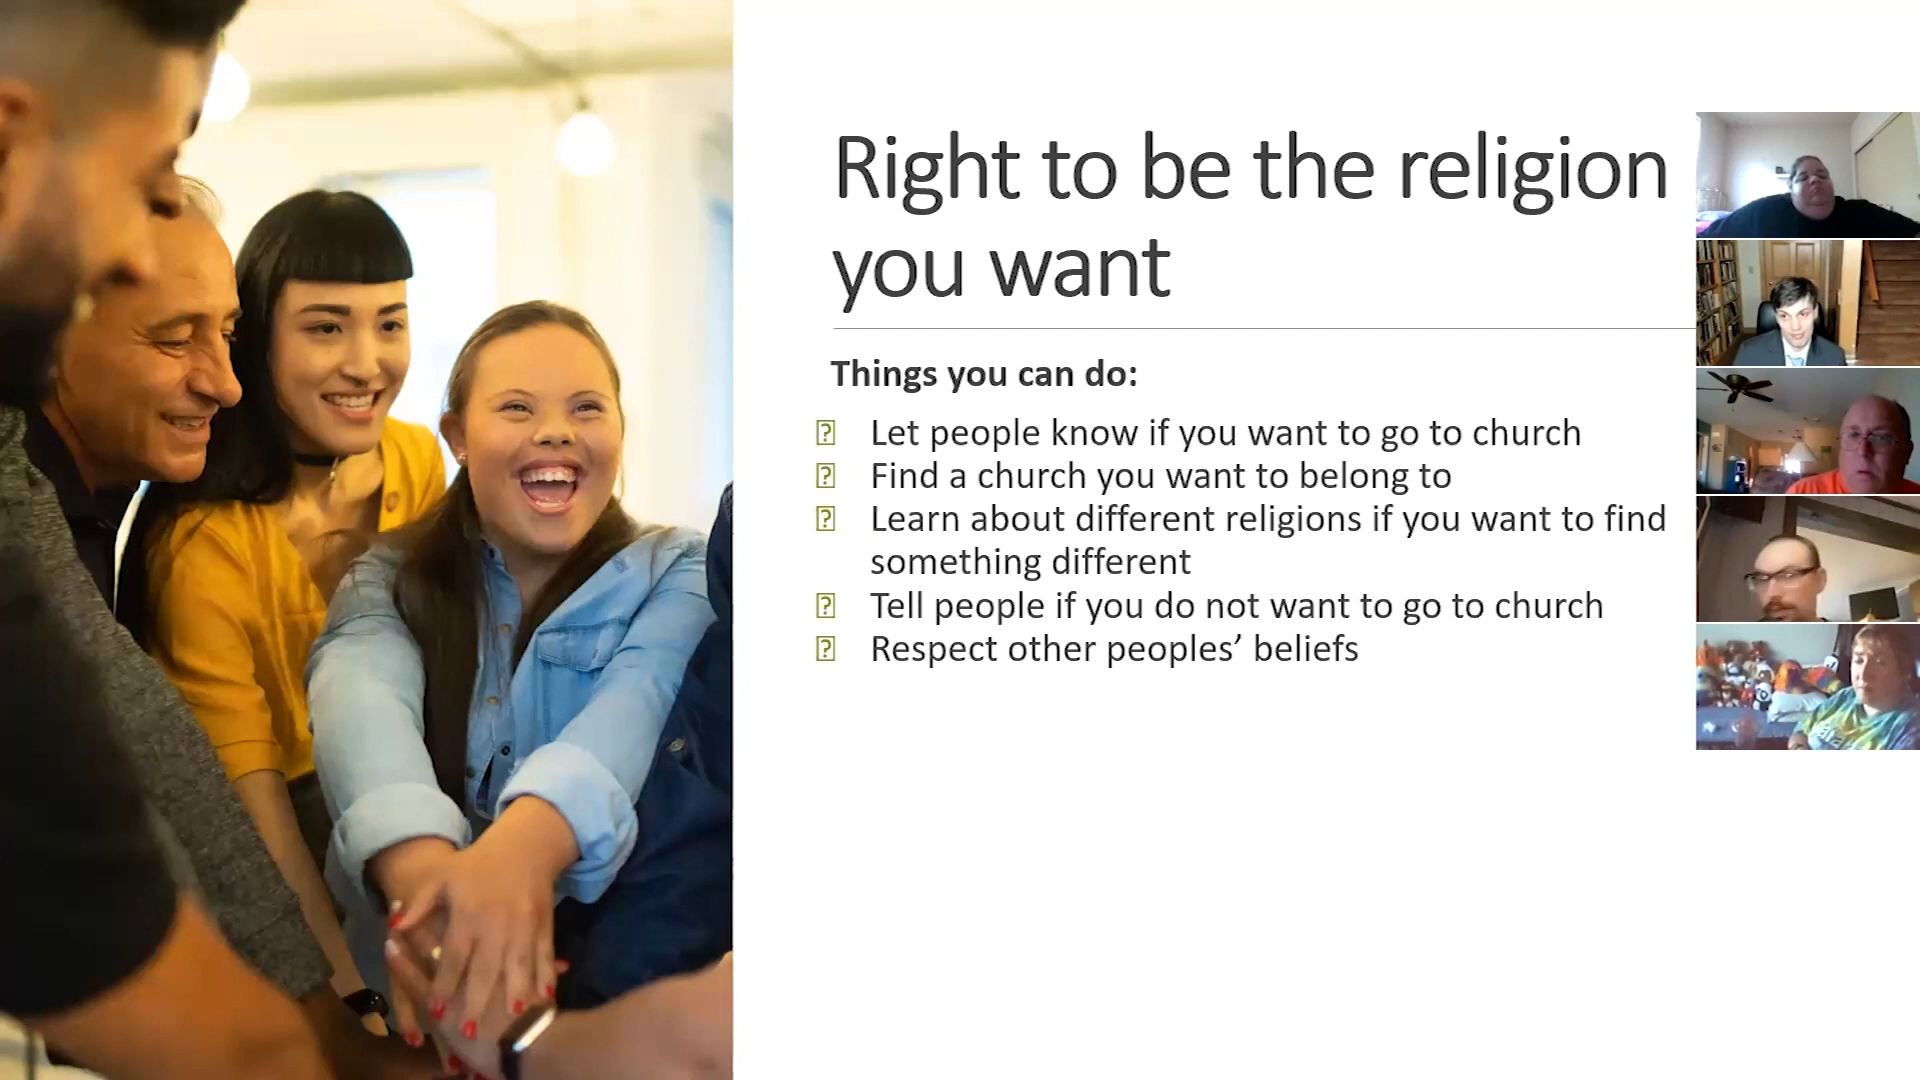 Right to be the religion
you want
Things you can do:
Let people know if you want to go to church
Find a church you want to belong to
Learn about different religions if you want to find
something different
Tell people if you do not want to go to church
Respect other peoples’ beliefs